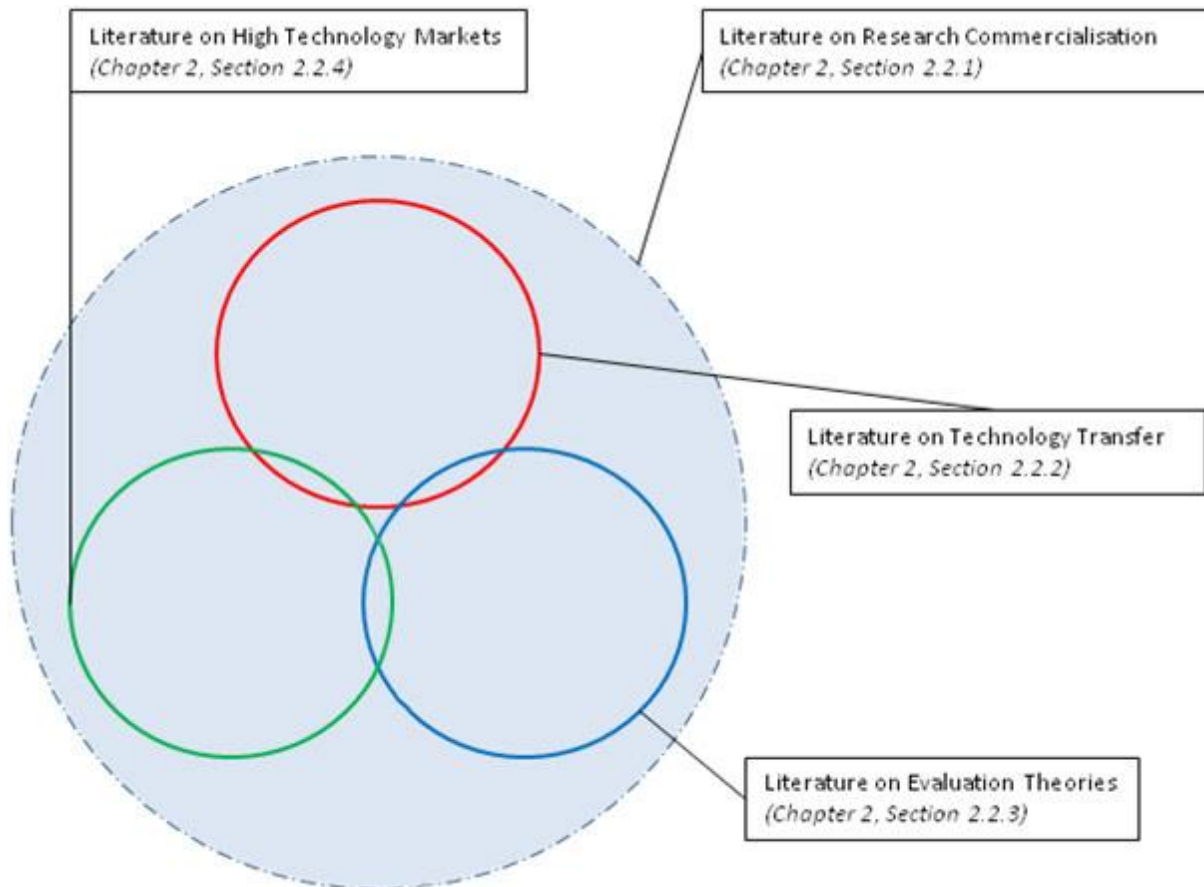 Literature on High Technology Markets
(Chapter 2, Section 2.2.4)
Literature on Research Commercialisation
(Chapter 2, Section 2.2.1)
Literature on Technology Transfer
(Chapter 2, Section 2.2.2)
Literature on Evaluation Theories
(Chapter 2, Section 2.2.3)